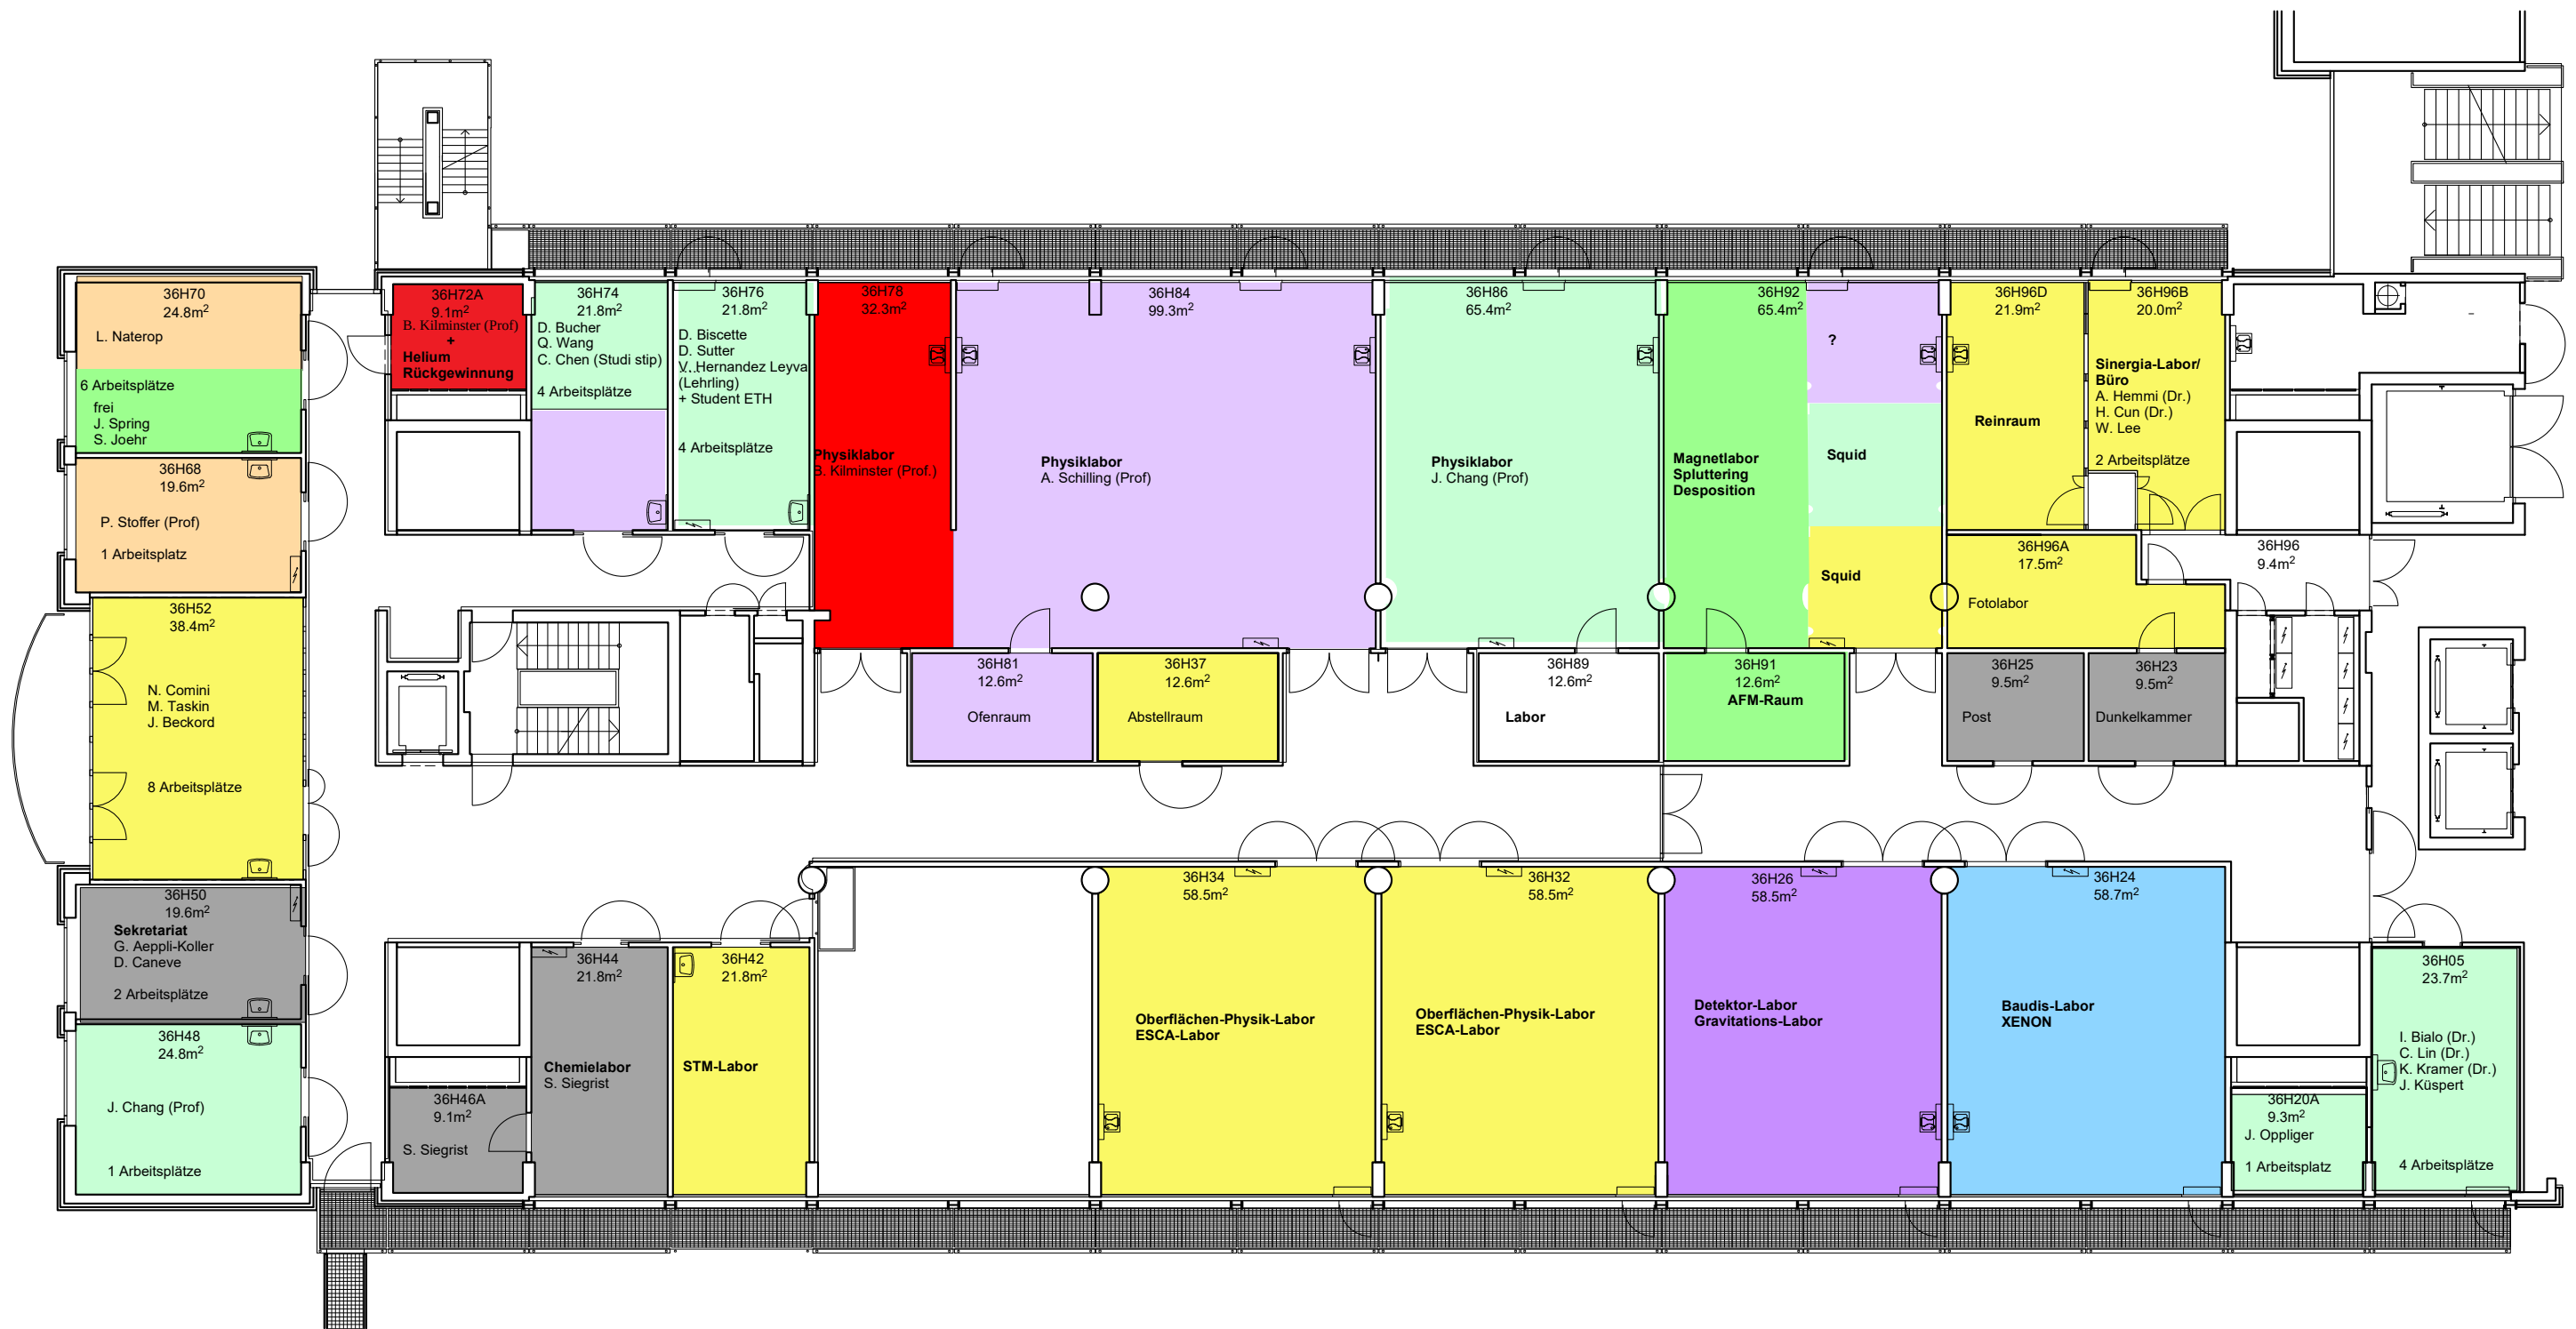 36H70
24.8m²
L. Naterop
6 Arbeitsplätze
frei
J. Spring
S. Joehr
36H68
19.6m²
P. Stoffer (Prof)
1 Arbeitsplatz
36H52
38.4m²
N. Comini
M. Taskin
J. Beckord
8 Arbeitsplätze
36H50
19.6m²
Sekretariat
G. Aeppli-Koller
D. Caneve
2 Arbeitsplätze
36H48
24.8m²
J. Chang (Prof)
1 Arbeitsplätze
36H72A
9.1m²
B. Kilminster (Prof)
+
Helium
Rückgewinnung
36H74
21.8m²
D. Bucher
Q. Wang
C. Chen (Studi stip)
4 Arbeitsplätze
36H76
21.8m²
D. Biscette
D. Sutter
V. Hernandez Leyva
(Lehrling)
+ Student ETH
4 Arbeitsplätze
36H78
32.3m²
Physiklabor
B. Kilminster (Prof.)
36H84
99.3m²
Physiklabor
A. Schilling (Prof)
36H86
65.4m²
Physiklabor
J. Chang (Prof)
36H92
65.4m²
Magnetlabor
Spluttering
Desposition
?
Squid
Squid
36H96D
21.9m²
Reinraum
36H96B
20.0m²
Sinergia-Labor/
Büro
A. Hemmi (Dr.)
H. Cun (Dr.)
W. Lee
2 Arbeitsplätze
36H96A
17.5m²
Fotolabor
36H96
9.4m²
36H81
12.6m²
Ofenraum
36H37
12.6m²
Abstellraum
36H89
12.6m²
Labor
36H91
12.6m²
AFM-Raum
36H25
9.5m²
Post
36H23
9.5m²
Dunkelkammer
36H46A
9.1m²
S. Siegrist
36H44
21.8m²
Chemielabor
S. Siegrist
36H42
21.8m²
STM-Labor
36H34
58.5m²
Oberflächen-Physik-Labor
ESCA-Labor
36H32
58.5m²
Oberflächen-Physik-Labor
ESCA-Labor
36H26
58.5m²
Detektor-Labor
Gravitations-Labor
36H24
58.7m²
Baudis-Labor
XENON
36H20A
9.3m²
J. Oppliger
1 Arbeitsplatz
36H05
23.7m²
I. Bialo (Dr.)
C. Lin (Dr.)
K. Kramer (Dr.)
J. Küspert
4 Arbeitsplätze